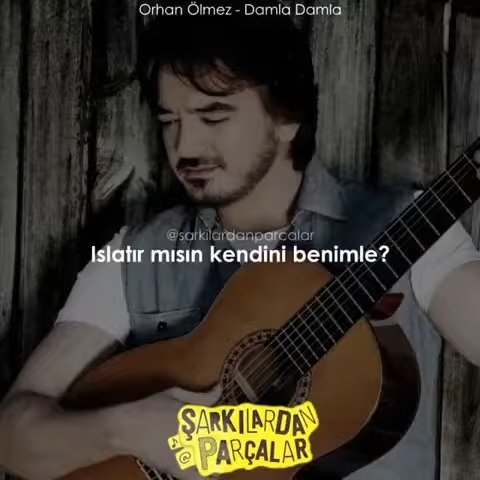 Orhan Ölmez - Damla Damla
@sarkilardanparcalar
Islatır mısın kendini benimle?
ŞARKILARDAN
@ PARÇALAR